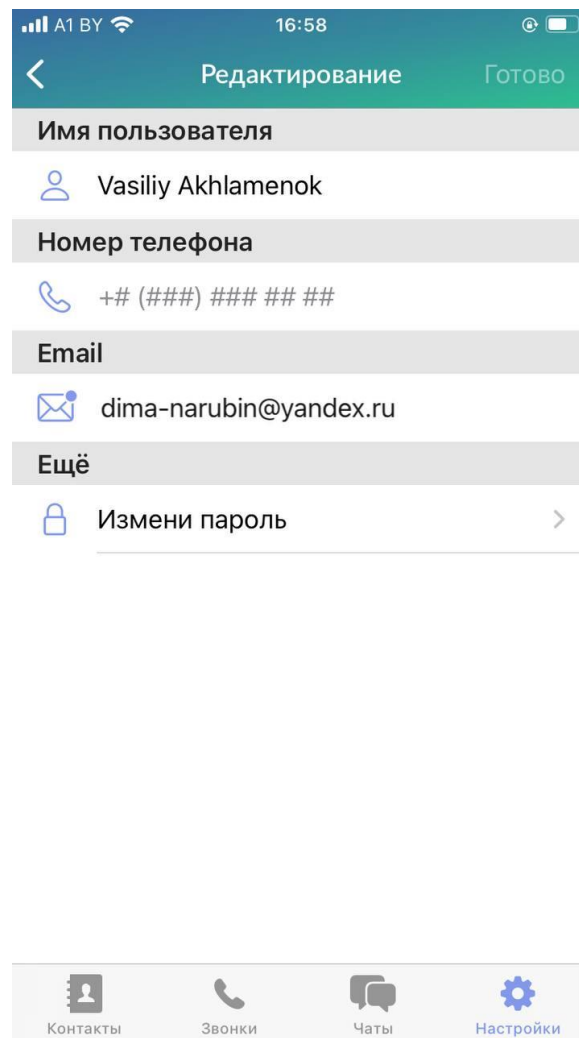 A1 BY 16:58
Редактирование Готово
Имя пользователя
Vasiliy Akhlamenok
Номер телефона
+# (###) ### ## ##
Email
dima-narubin@yandex.ru
Ещё
Измени пароль
Контакты Звонки Чаты Настройки